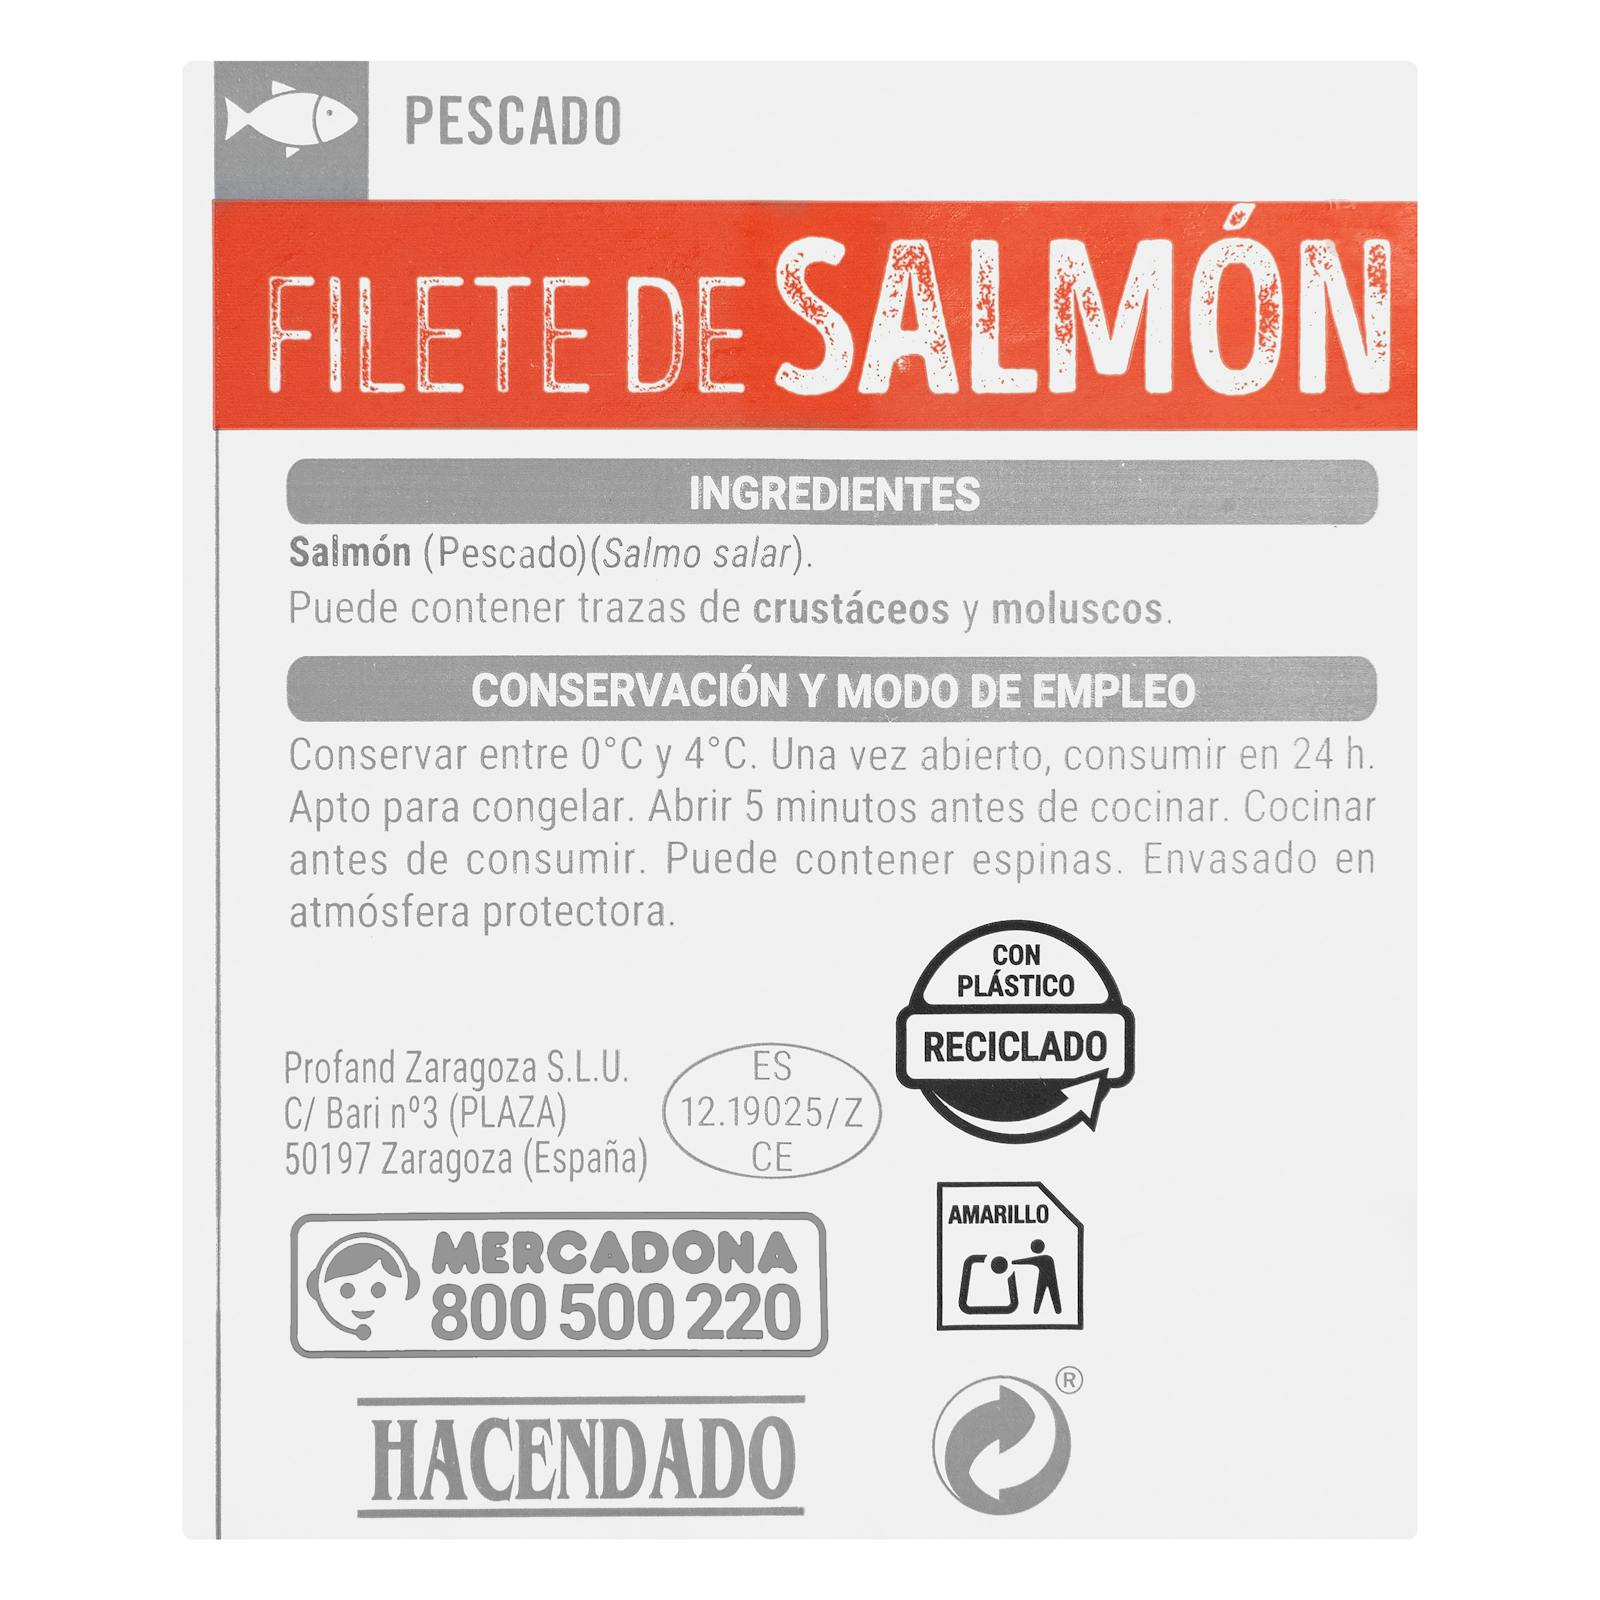 PESCADO
FILETE DE SALMÓN
INGREDIENTES
Salmón (Pescado)(Salmo salar).
Puede contener trazas de crustáceos y moluscos.
CONSERVACIÓN Y MODO DE EMPLEO
Conservar entre 0°C y 4°C. Una vez abierto, consumir en 24 h.
Apto para congelar. Abrir 5 minutos antes de cocinar. Cocinar
antes de consumir. Puede contener espinas. Envasado en
atmósfera protectora.
CON
PLÁSTICO
RECICLADO
Profand Zaragoza S.L.U.
C/ Bari nº3 (PLAZA)
50197 Zaragoza (España)
ES
12.19025/Z
CE
AMARILLO
MERCADONA
800 500 220
HACENDADO
®